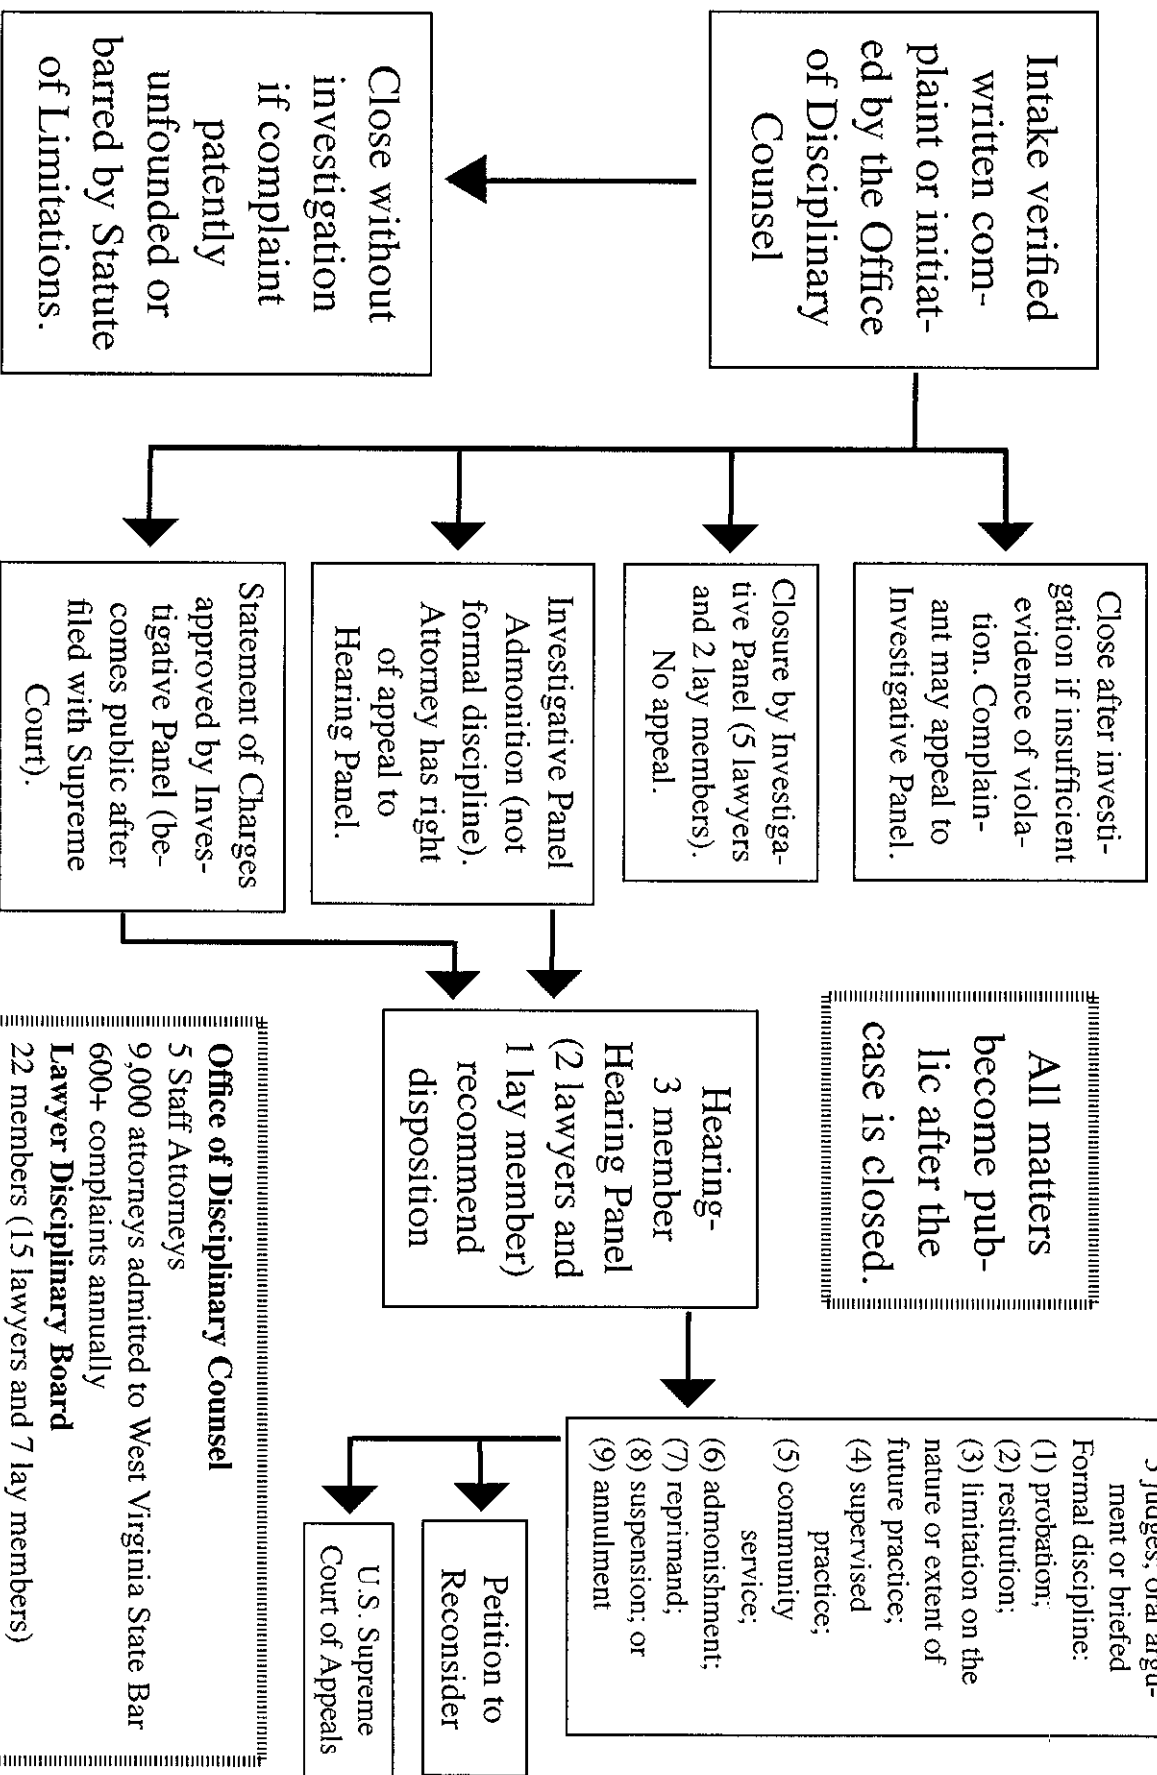 Intake verified
written com-
plaint or initiat-
ed by the Office
of Disciplinary
Counsel
Close without
investigation
if complaint
patently
unfounded or
barred by Statute
of Limitations.
Close after investi-
gation if insufficient
evidence of viola-
tion. Complain-
ant may appeal to
Investigative Panel.
Closure by Investiga-
tive Panel (5 lawyers
and 2 lay members).
No appeal.
Investigative Panel
Admonition (not
formal discipline).
Attorney has right
of appeal to
Hearing Panel.
Statement of Charges
approved by Inves-
tigative Panel (be-
comes public after
filed with Supreme
Court).
All matters
become pub-
lic after the
case is closed.
Hearing-
3 member
Hearing Panel
(2 lawyers and
1 lay member)
recommend
disposition
5 judges; oral argu-
ment or briefed
Formal discipline:
(1) probation;
(2) restitution;
(3) limitation on the
nature or extent of
future practice;
(4) supervised
practice;
(5) community
service;
(6) admonishment;
(7) reprimand;
(8) suspension; or
(9) annulment
Petition to
Reconsider
U.S. Supreme
Court of Appeals
Office of Disciplinary Counsel
5 Staff Attorneys
9,000 attorneys admitted to West Virginia State Bar
600+ complaints annually
Lawyer Disciplinary Board
22 members (15 lawyers and 7 lay members)